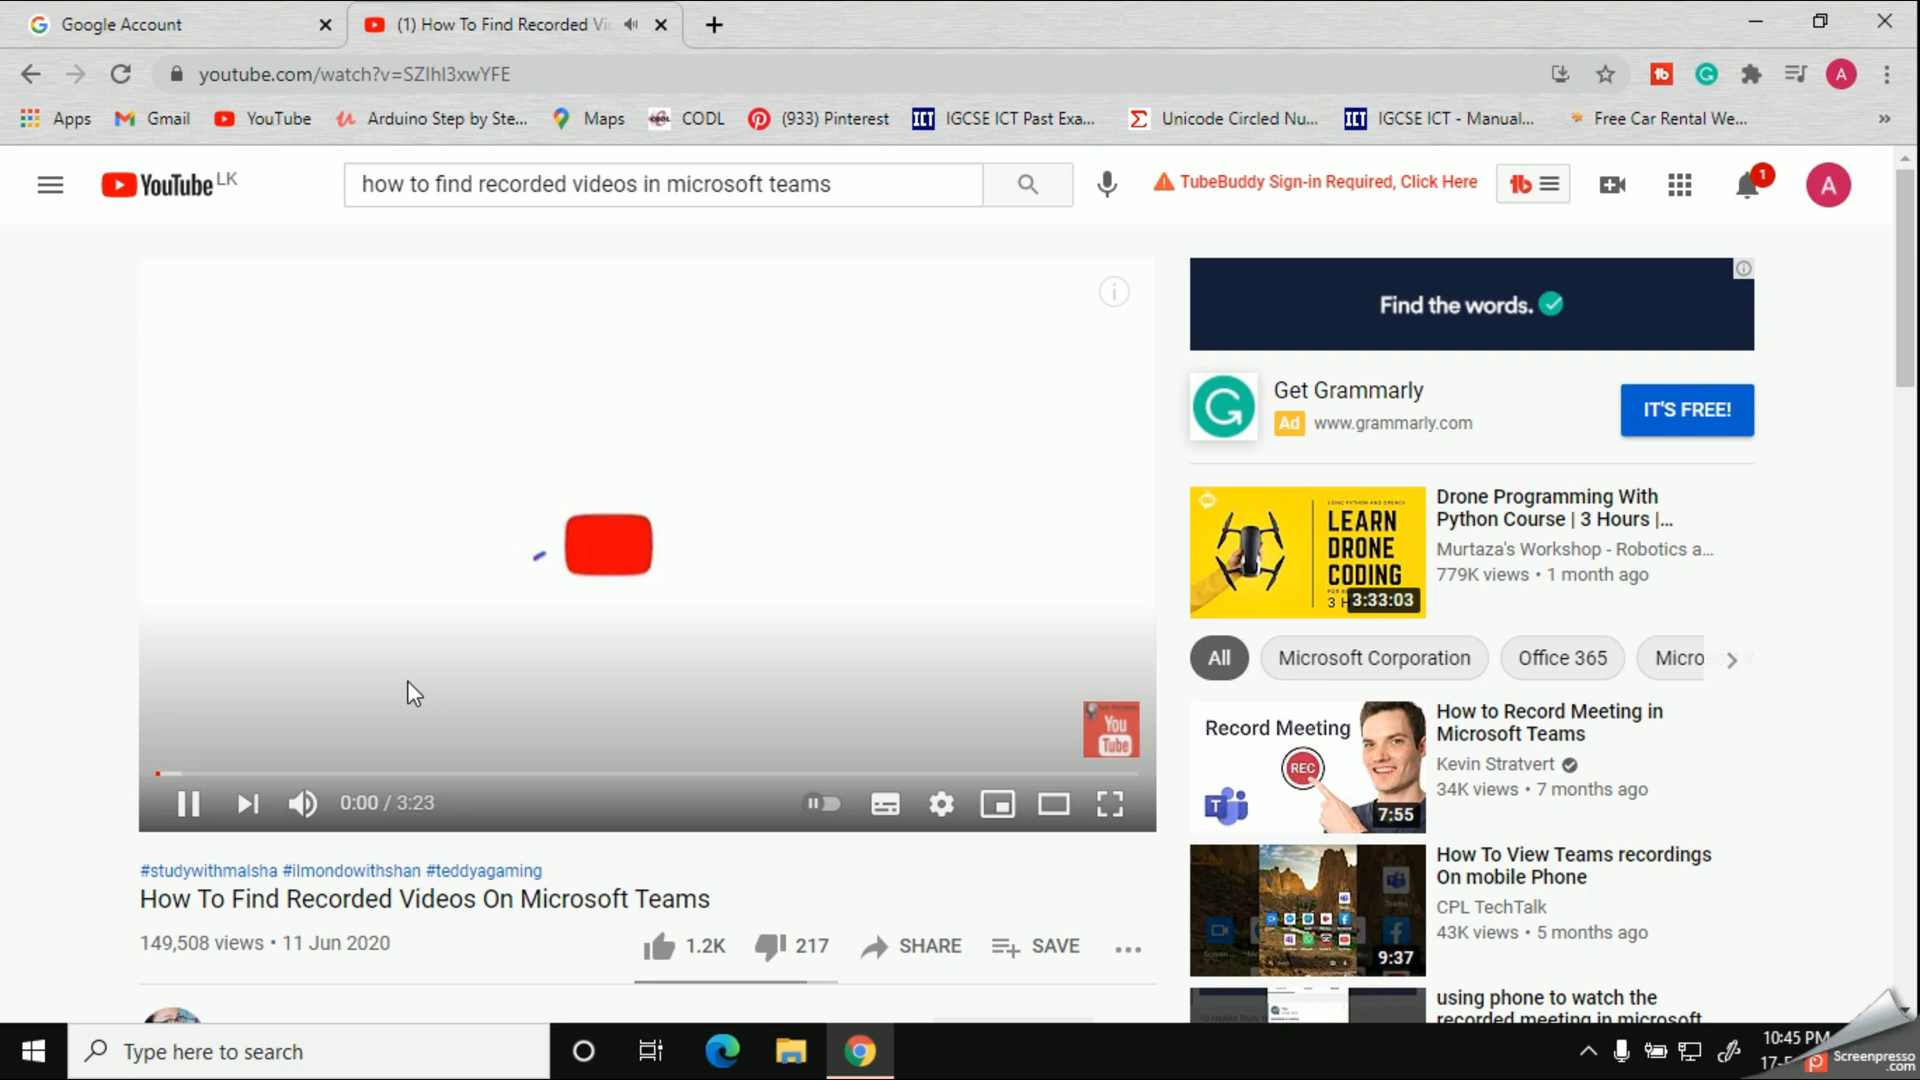 Google Account
(1) How To Find Recorded Vi
youtube.com/watch?v=SZIhI3xwYFE
Apps
Gmail
YouTube
Arduino Step by Ste...
Maps
CODL
(933) Pinterest
ICT
IGCSE ICT Past Exa...
Unicode Circled Nu...
ICT
IGCSE ICT - Manual...
Free Car Rental We...
A
YouTube LK
how to find recorded videos in microsoft teams
TubeBuddy Sign-in Required, Click Here
1
A
Find the words.
Get Grammarly
Ad www.grammarly.com
IT'S FREE!
LEARN
DRONE
CODING
3:33:03
Drone Programming With
Python Course | 3 Hours |...
Murtaza's Workshop - Robotics a...
779K views • 1 month ago
All
Microsoft Corporation
Office 365
Micro
Record Meeting
REC
7:55
How to Record Meeting in
Microsoft Teams
Kevin Stratvert
34K views • 7 months ago
9:37
How To View Teams recordings
On mobile Phone
CPL TechTalk
43K views • 5 months ago
using phone to watch the
recorded meeting in microsoft
You
Tube
0:00 / 3:23
#studywithmalsha #ilmondowithshan #teddyagaming
How To Find Recorded Videos On Microsoft Teams
149,508 views • 11 Jun 2020
1.2K
217
SHARE
SAVE
Type here to search
10:45 PM
Screenpresso
.com